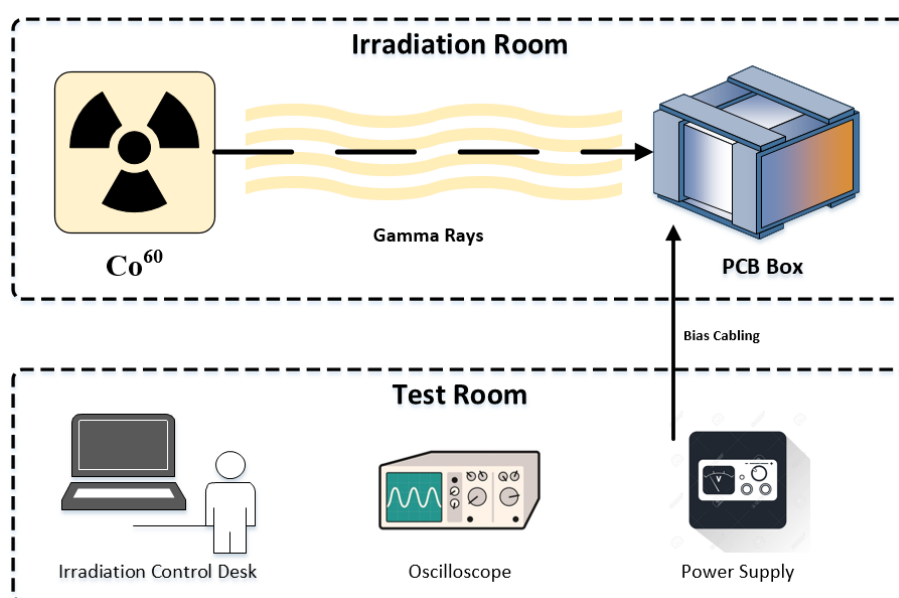 Irradiation Room
Gamma Rays
Co⁶⁰
PCB Box
Bias Cabling
Test Room
V
Irradiation Control Desk
Oscilloscope
Power Supply